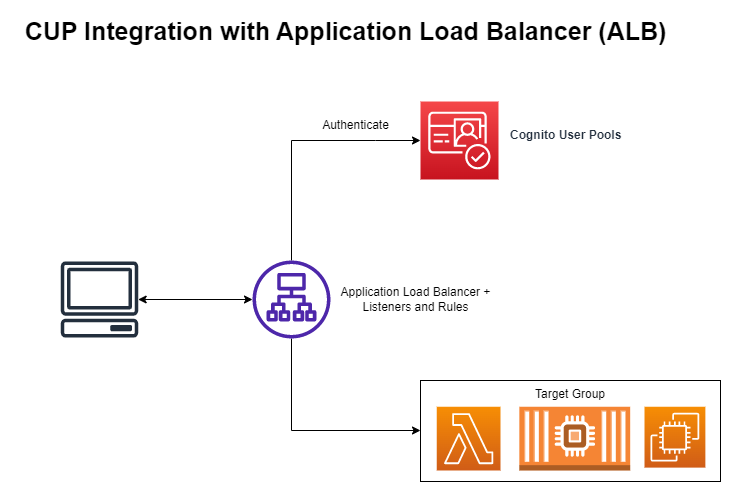 CUP Integration with Application Load Balancer (ALB)
Authenticate
Cognito User Pools
Application Load Balancer +
Listeners and Rules
Target Group